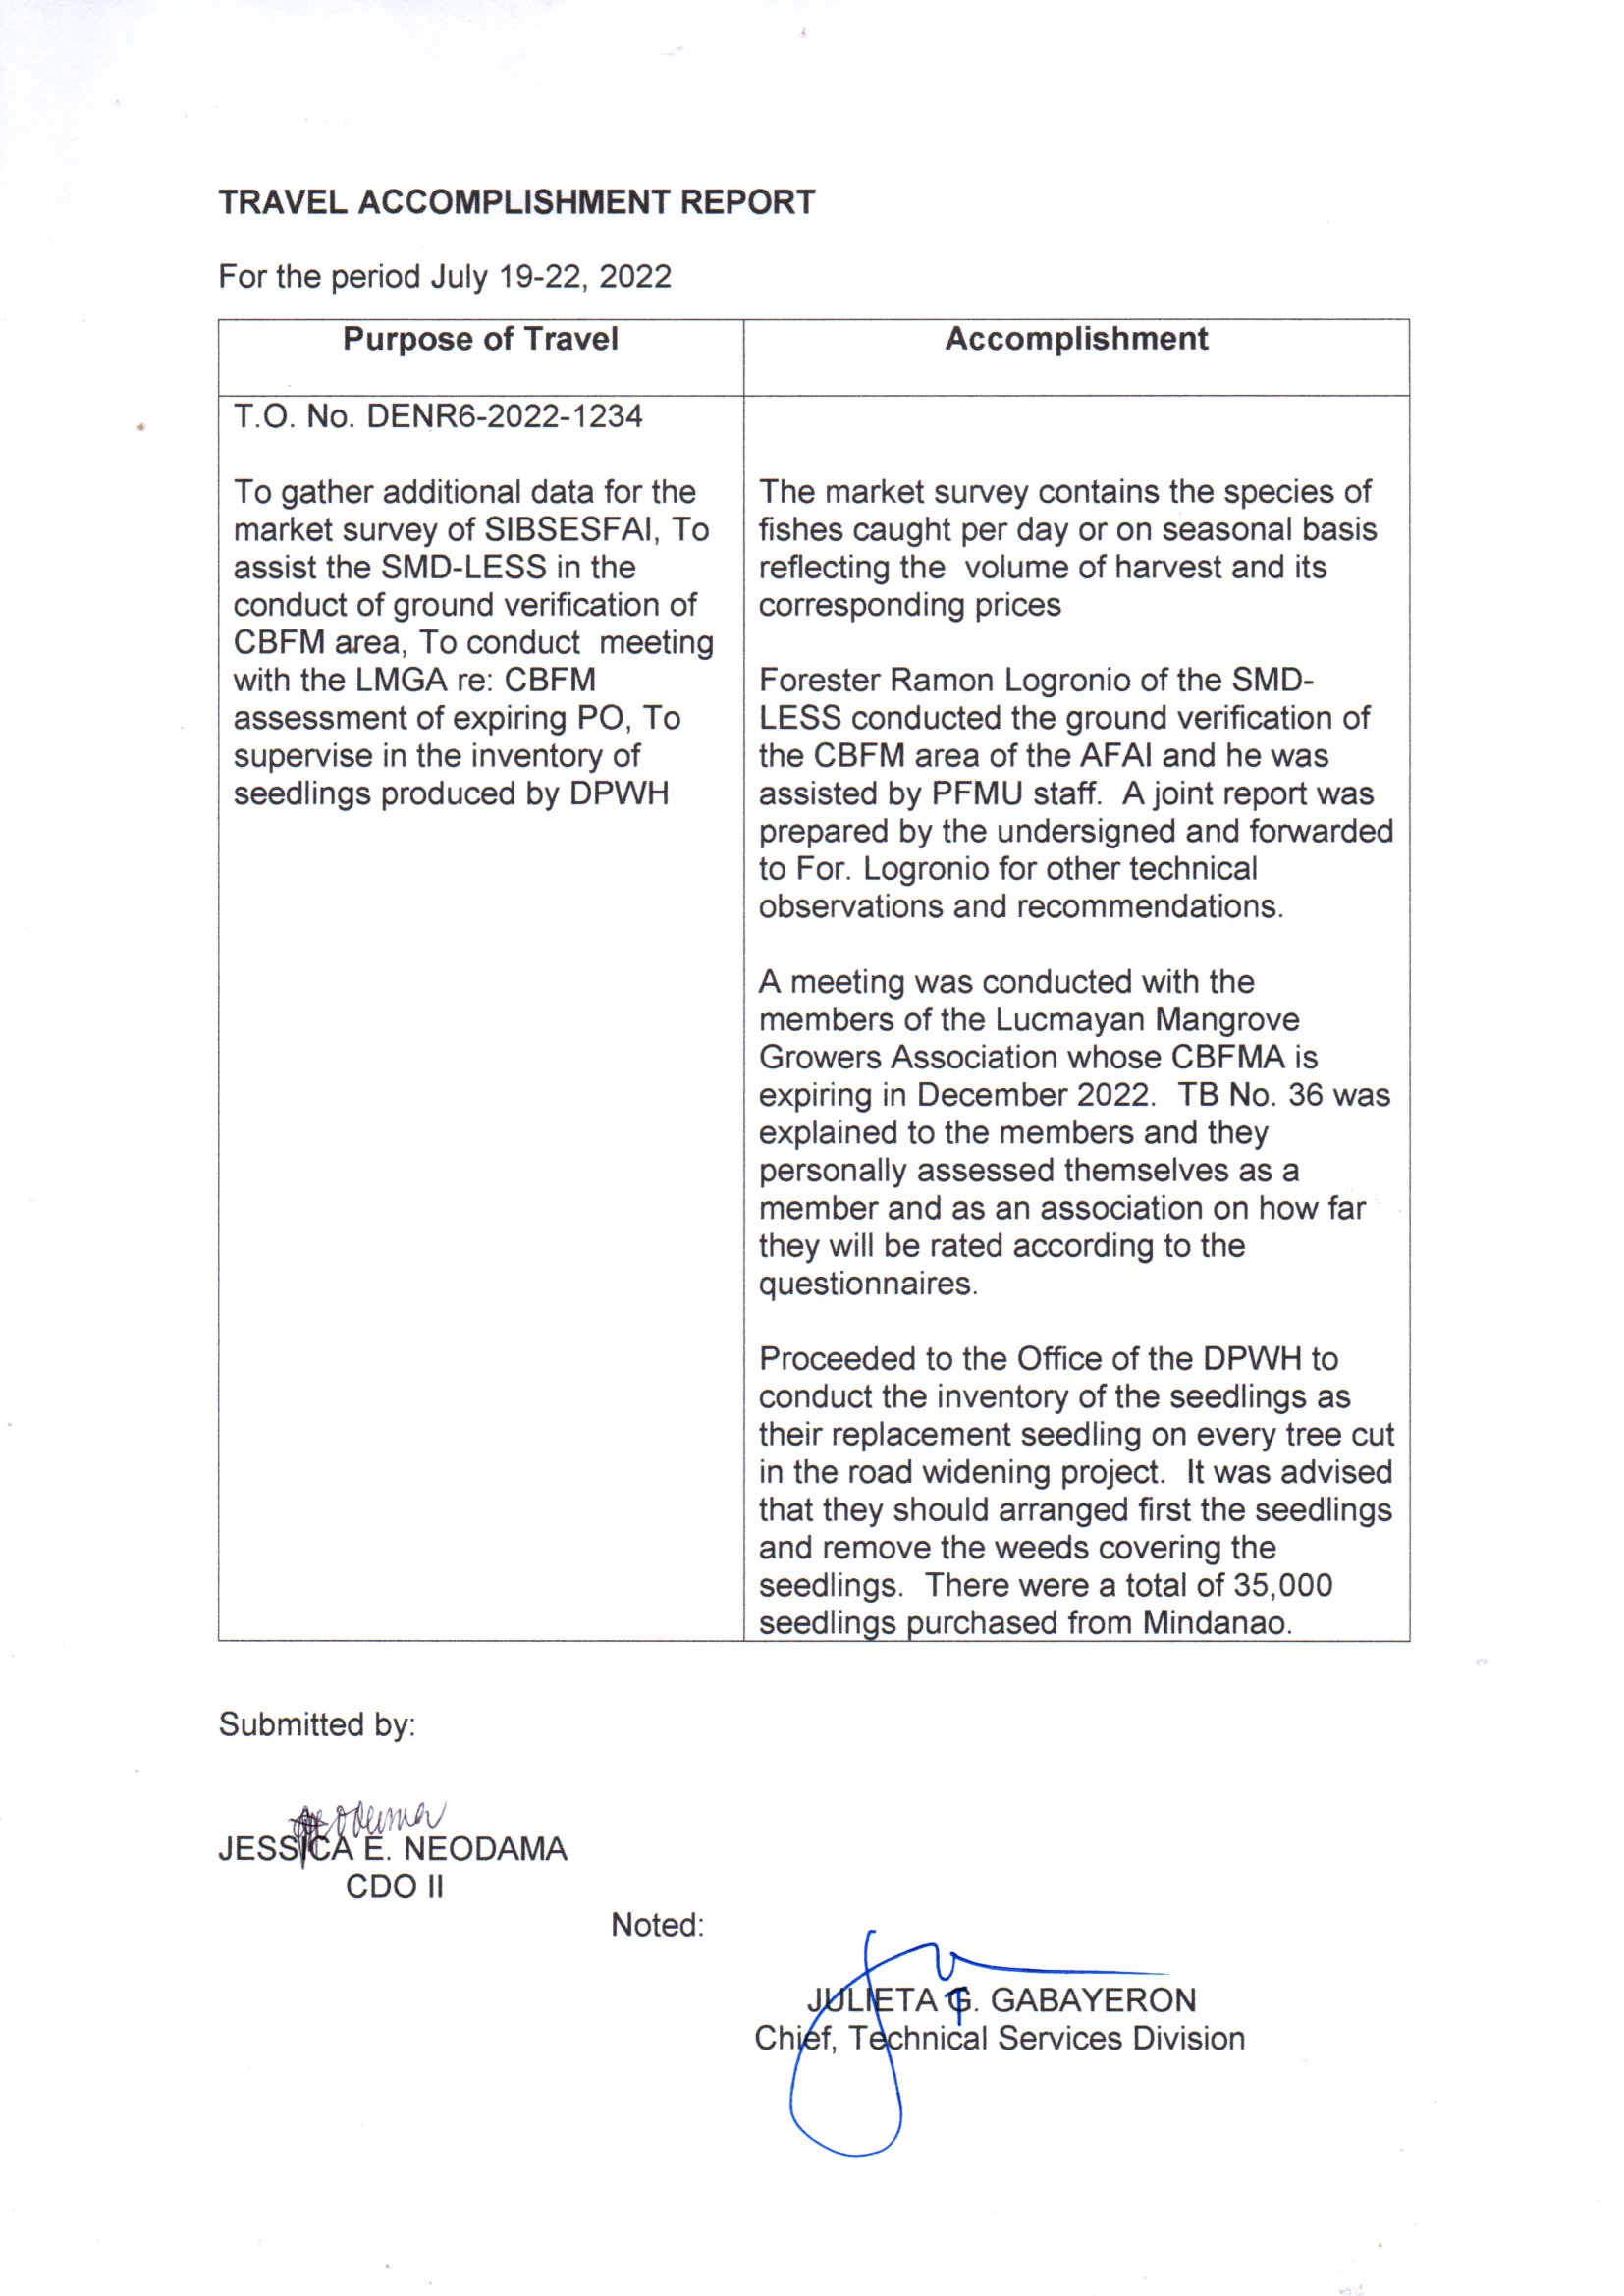 TRAVEL ACCOMPLISHMENT REPORT
For the period July 19-22, 2022
Purpose of Travel
Accomplishment
T.O. No. DENR6-2022-1234
To gather additional data for the
market survey of SIBSESFAI, To
assist the SMD-LESS in the
conduct of ground verification of
CBFM area, To conduct meeting
with the LMGA re: CBFM
assessment of expiring PO, To
supervise in the inventory of
seedlings produced by DPWH
The market survey contains the species of
fishes caught per day or on seasonal basis
reflecting the volume of harvest and its
corresponding prices
Forester Ramon Logronio of the SMD-
LESS conducted the ground verification of
the CBFM area of the AFAI and he was
assisted by PFMU staff. A joint report was
prepared by the undersigned and forwarded
to For. Logronio for other technical
observations and recommendations.
A meeting was conducted with the
members of the Lucmayan Mangrove
Growers Association whose CBFMA is
expiring in December 2022. TB No. 36 was
explained to the members and they
personally assessed themselves as a
member and as an association on how far
they will be rated according to the
questionnaires.
Proceeded to the Office of the DPWH to
conduct the inventory of the seedlings as
their replacement seedling on every tree cut
in the road widening project. It was advised
that they should arranged first the seedlings
and remove the weeds covering the
seedlings. There were a total of 35,000
seedlings purchased from Mindanao.
Submitted by:
JESSICA E. NEODAMA
CDO II
Noted:
JULIETA G. GABAYERON
Chief, Technical Services Division